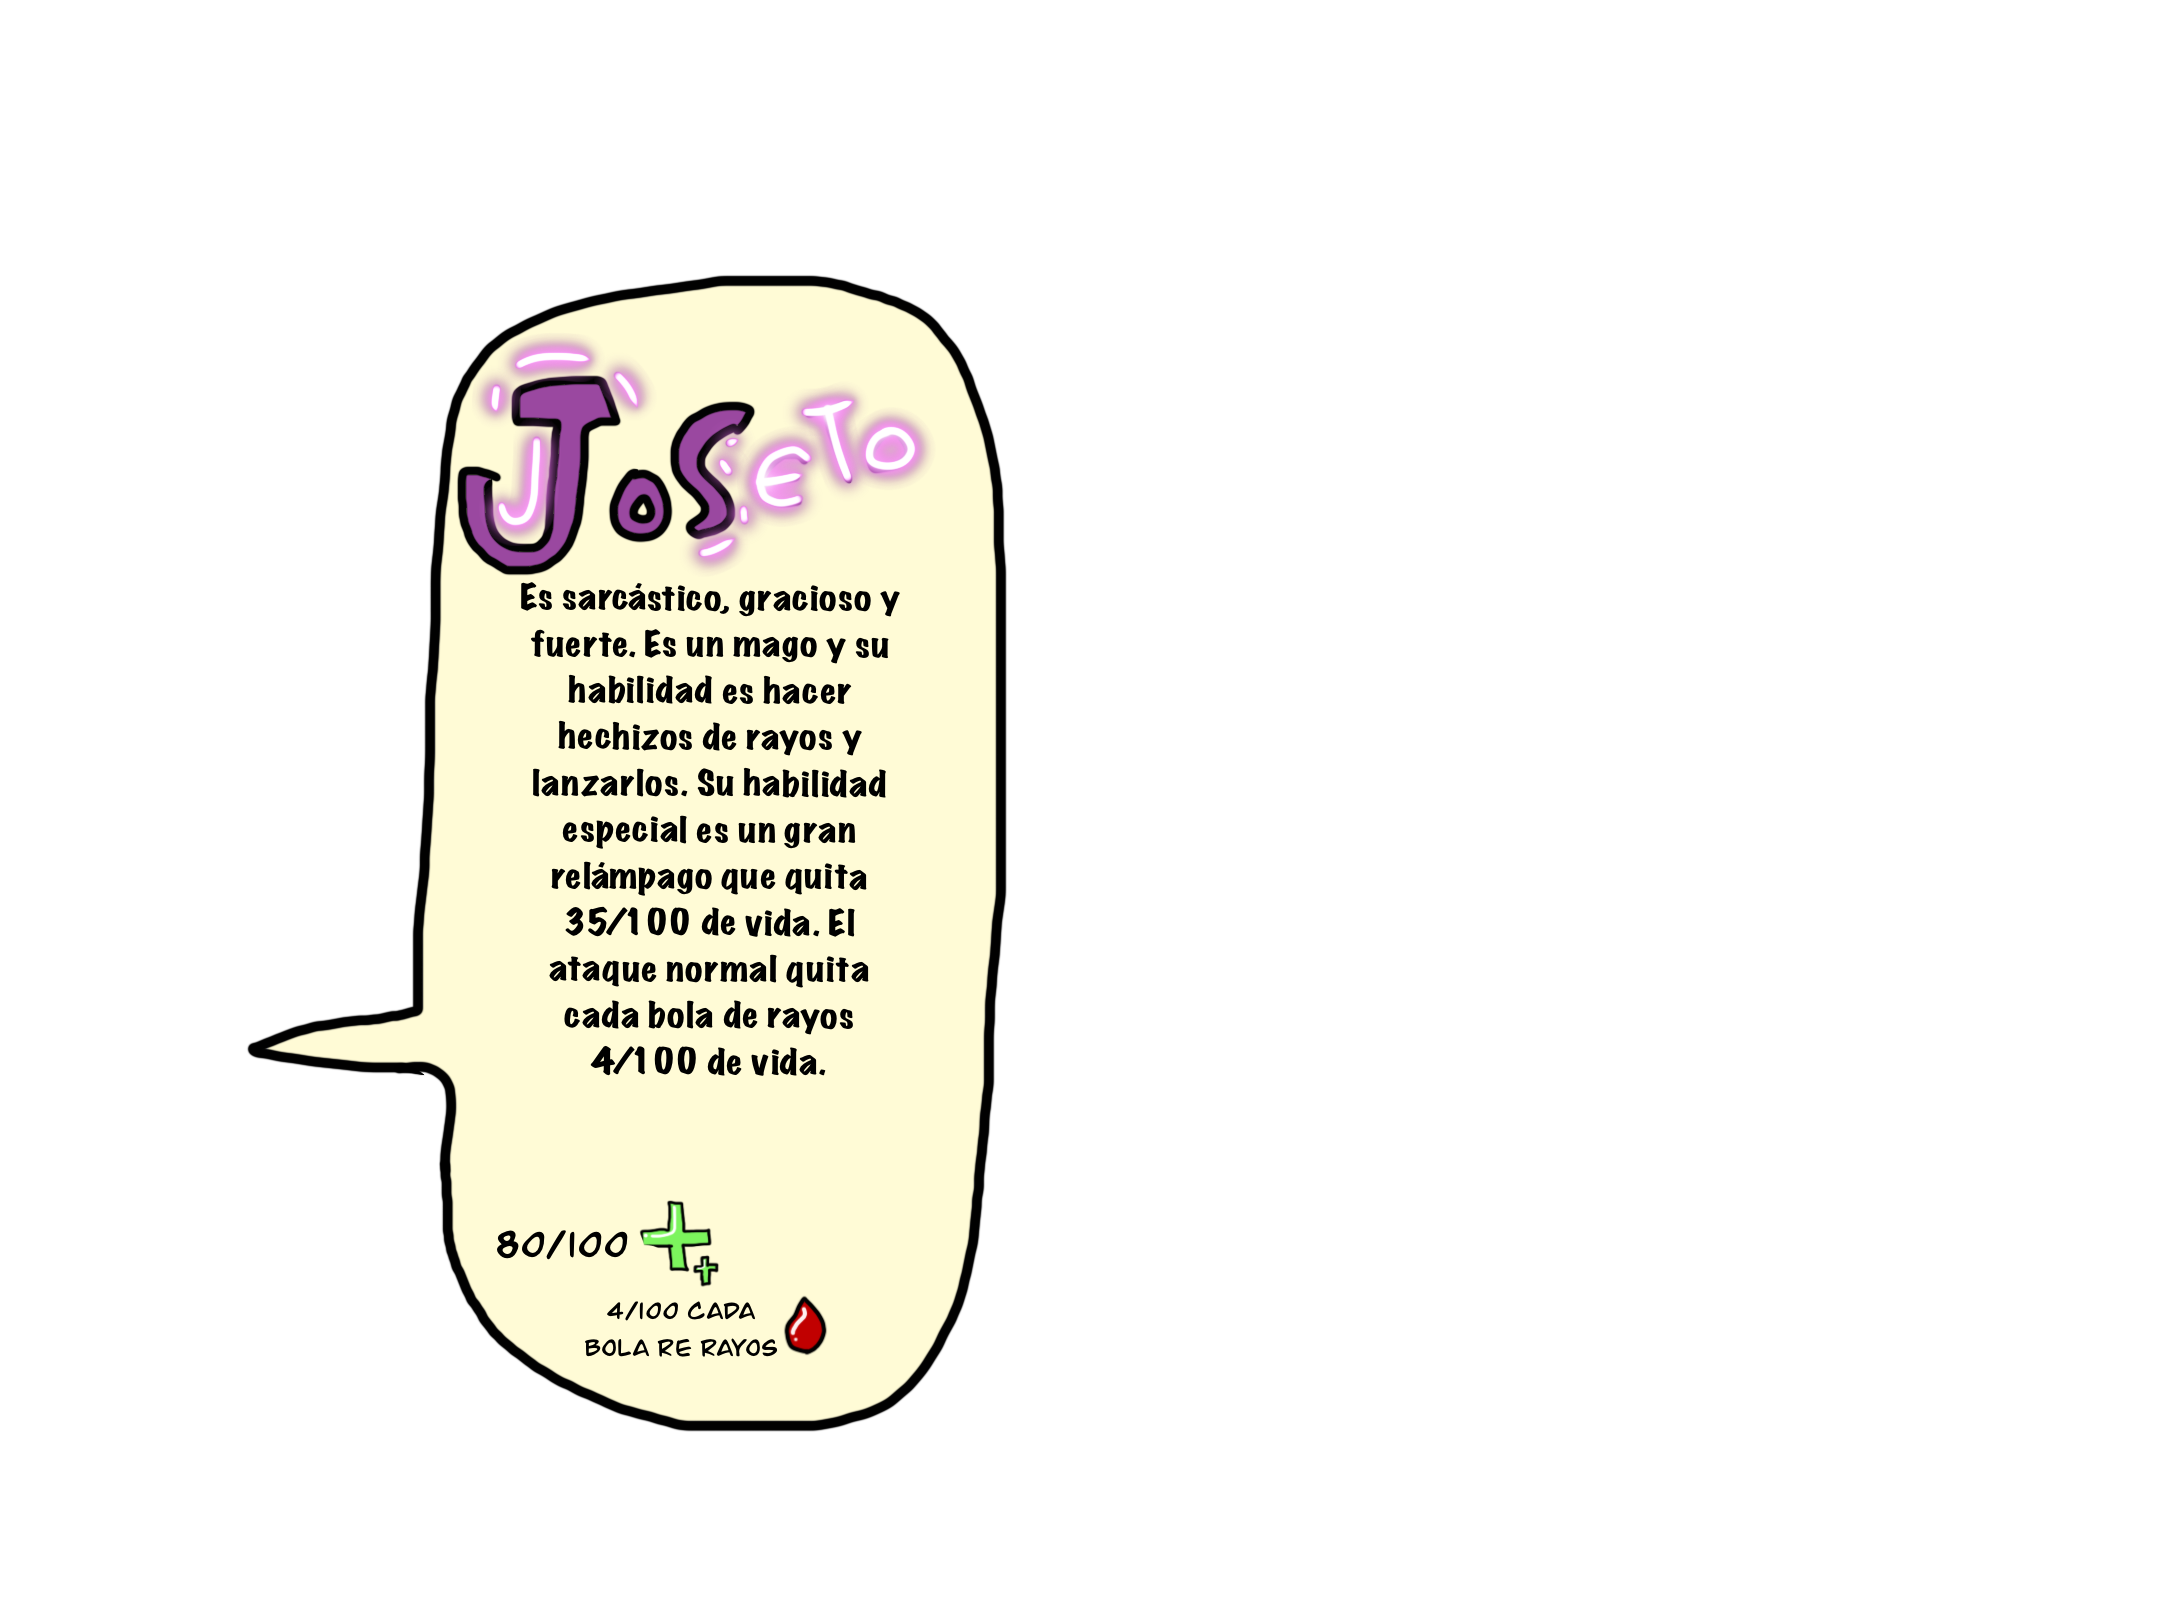 JoSeTo
Es sarcástico, gracioso y
fuerte. Es un mago y su
habilidad es hacer
hechizos de rayos y
lanzarlos. Su habilidad
especial es un gran
relámpago que quita
35/100 de vida. El
ataque normal quita
cada bola de rayos
4/100 de vida.
80/100
4/100 CADA
BOLA RE RAYOS